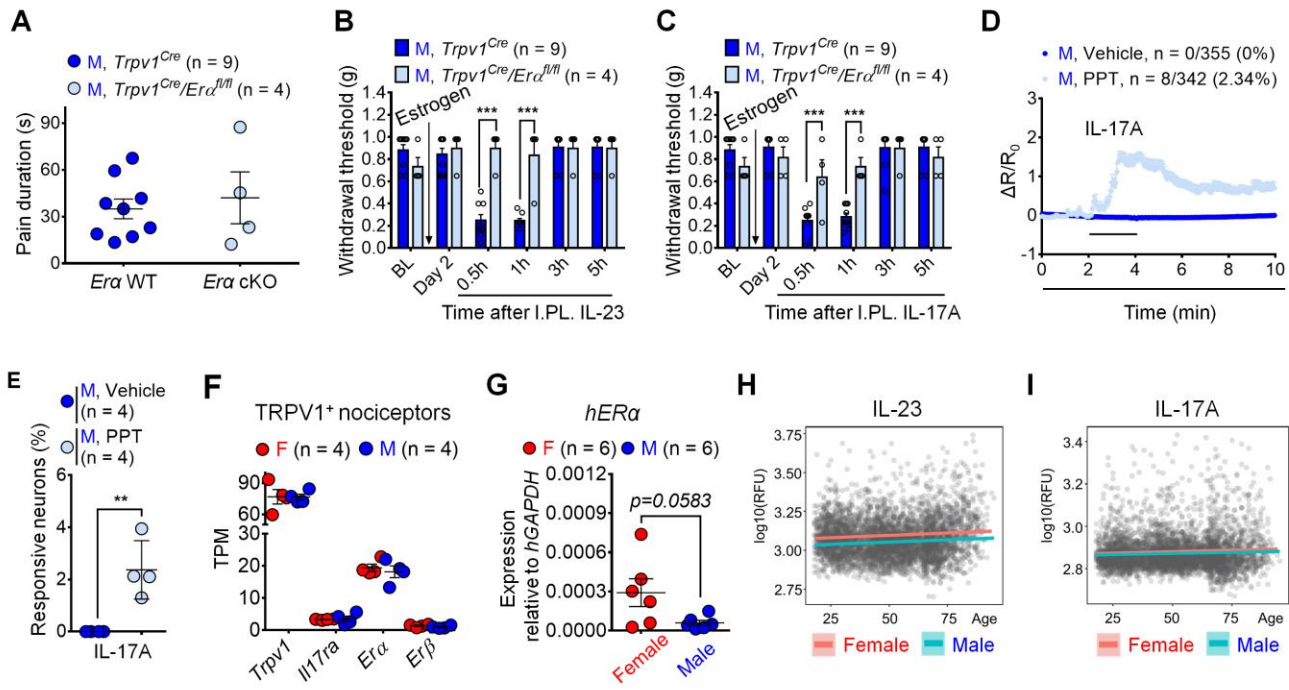 A
M, Trpv1Cre (n = 9)
M, Trpv1Cre/Erαfl/fl (n = 4)
Pain duration (s)
90
60
30
0
Erα WT
Erα cKO
B
M, Trpv1Cre (n = 9)
M, Trpv1Cre/Erαfl/fl (n = 4)
Withdrawal threshold (g)
1.4
1.2
1.0
0.8
0.6
0.4
0.2
0.0
Estrogen
***
***
BL
Day 2
0.5h
1h
3h
5h
Time after I.PL. IL-23
C
M, Trpv1Cre (n = 9)
M, Trpv1Cre/Erαfl/fl (n = 4)
Withdrawal threshold (g)
1.4
1.2
1.0
0.8
0.6
0.4
0.2
0.0
Estrogen
***
***
BL
Day 2
0.5h
1h
3h
5h
Time after I.PL. IL-17A
D
M, Vehicle, n = 0/355 (0%)
M, PPT, n = 8/342 (2.34%)
IL-17A
ΔR/R0
3
2
1
0
-1
0
2
4
6
8
10
Time (min)
E
M, Vehicle
(n = 4)
M, PPT
(n = 4)
Responsive neurons (%)
6
4
2
0
**
IL-17A
F
TRPV1+ nociceptors
F (n = 4)
M (n = 4)
TPM
90
60
30
20
10
0
Trpv1
Il17ra
Erα
Erβ
G
hERα
F (n = 6)
M (n = 6)
Expression
relative to hGAPDH
0.0012
0.0009
0.0006
0.0003
0.0000
p=0.0583
Female
Male
H
IL-23
log10(RFU)
3.75
3.50
3.25
3.00
2.75
25
50
75
Age
Female
Male
I
IL-17A
log10(RFU)
3.4
3.2
3.0
2.8
25
50
75
Age
Female
Male